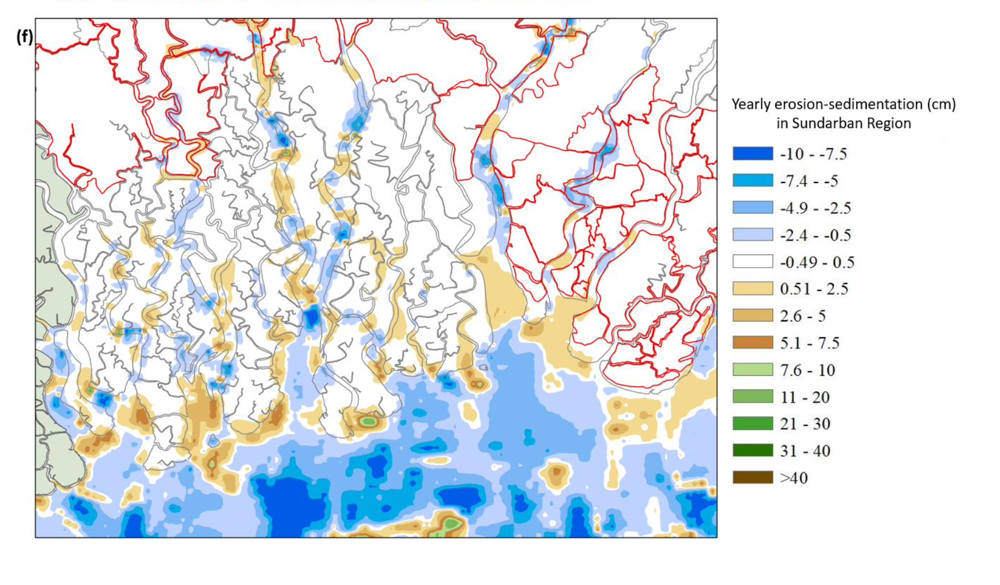 (f)
Yearly erosion-sedimentation (cm)
in Sundarban Region
-10 - -7.5
-7.4 - -5
-4.9 - -2.5
-2.4 - -0.5
-0.49 - 0.5
0.51 - 2.5
2.6 - 5
5.1 - 7.5
7.6 - 10
11 - 20
21 - 30
31 - 40
>40